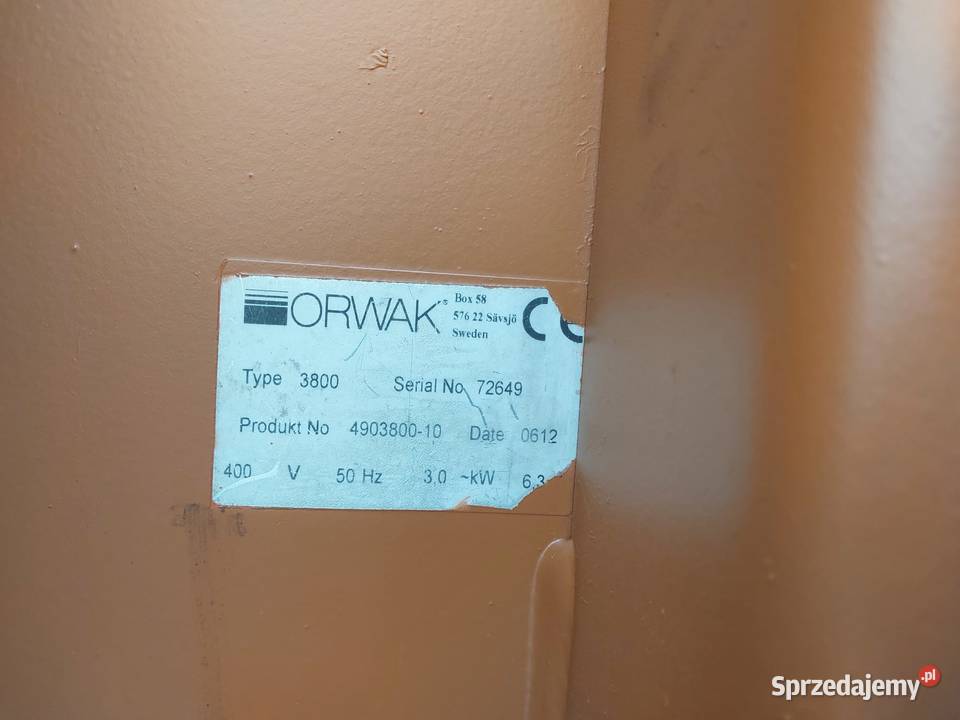 ORWAK®
Box 58
576 22 Sävsjö
Sweden
CE
Type 3800 Serial No 72649
Produkt No 4903800-10 Date 0612
400 V 50 Hz 3,0 ~kW 6,3
Sprzedajemy.pl